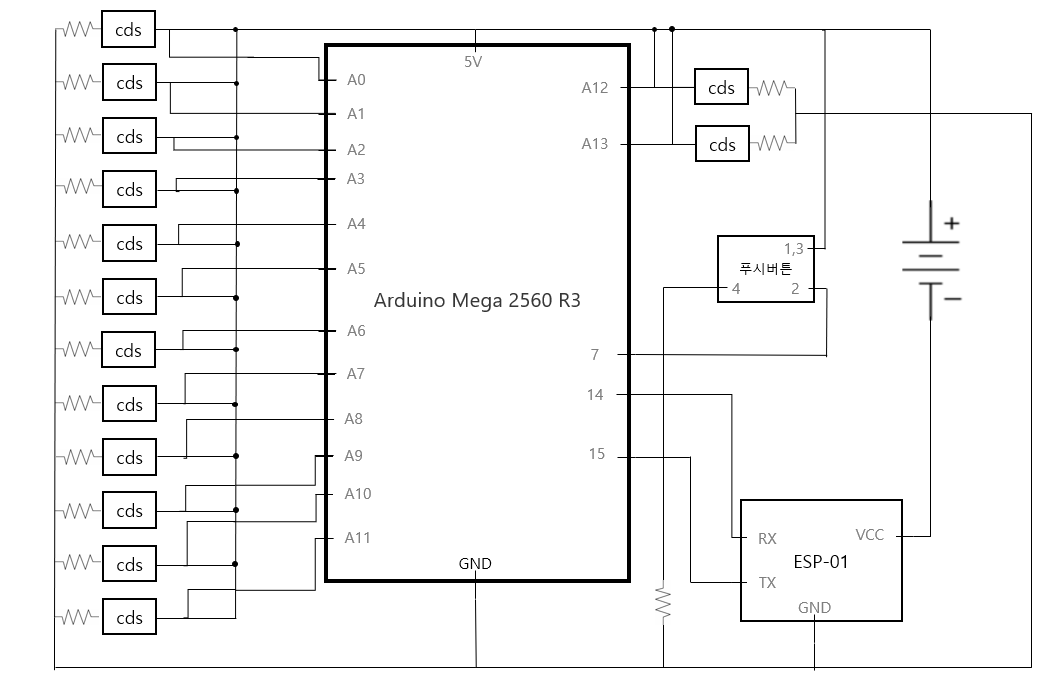 cds
cds
cds
cds
cds
cds
cds
cds
cds
cds
cds
cds
5V
A0
A1
A2
A3
A4
A5
A6
A7
A8
A9
A10
A11
Arduino Mega 2560 R3
GND
A12
A13
7
14
15
cds
cds
1,3
푸시버튼
4
2
+
−
RX
VCC
ESP-01
TX
GND